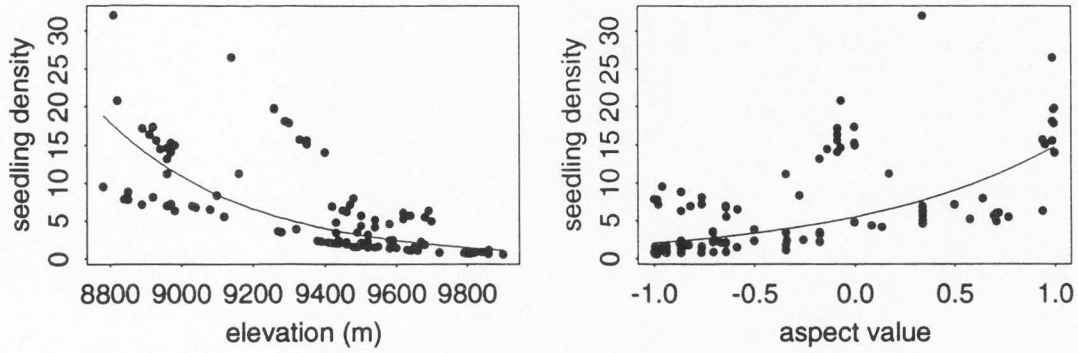 seedling density
0 5 10 15 20 25 30
8800 9000 9200 9400 9600 9800
elevation (m)
seedling density
0 5 10 15 20 25 30
-1.0 -0.5 0.0 0.5 1.0
aspect value